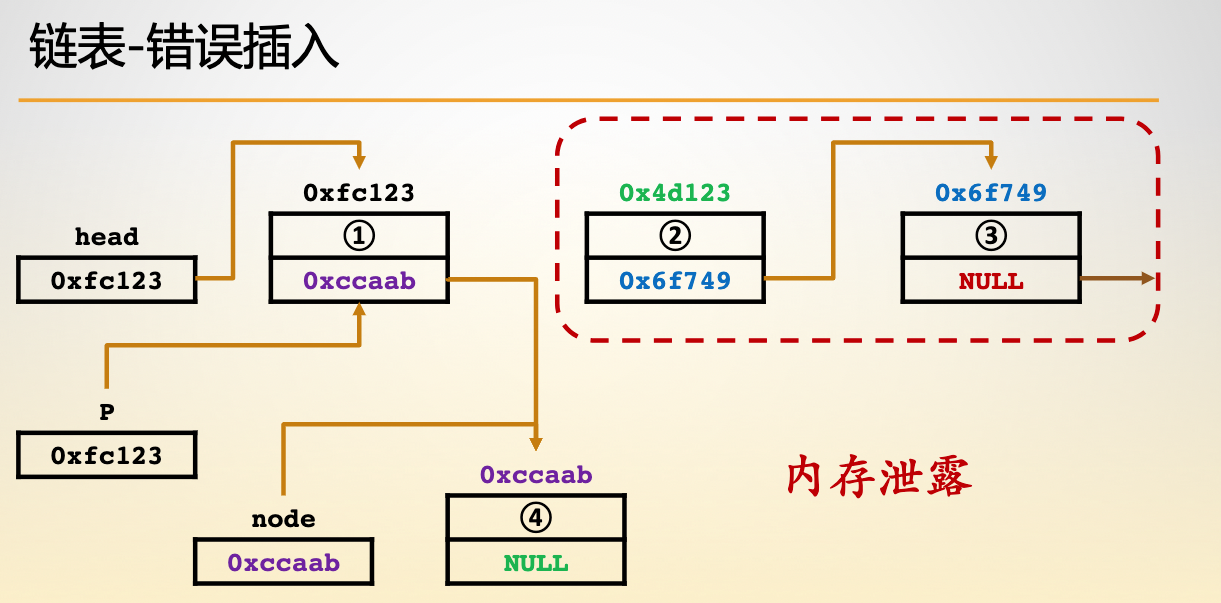 链表-错误插入
0xfc123
0x4d123
0x6f749
head
①
②
③
0xfc123
0xccaab
0x6f749
NULL
P
0xfc123
0xccaab
内存泄露
node
④
0xccaab
NULL